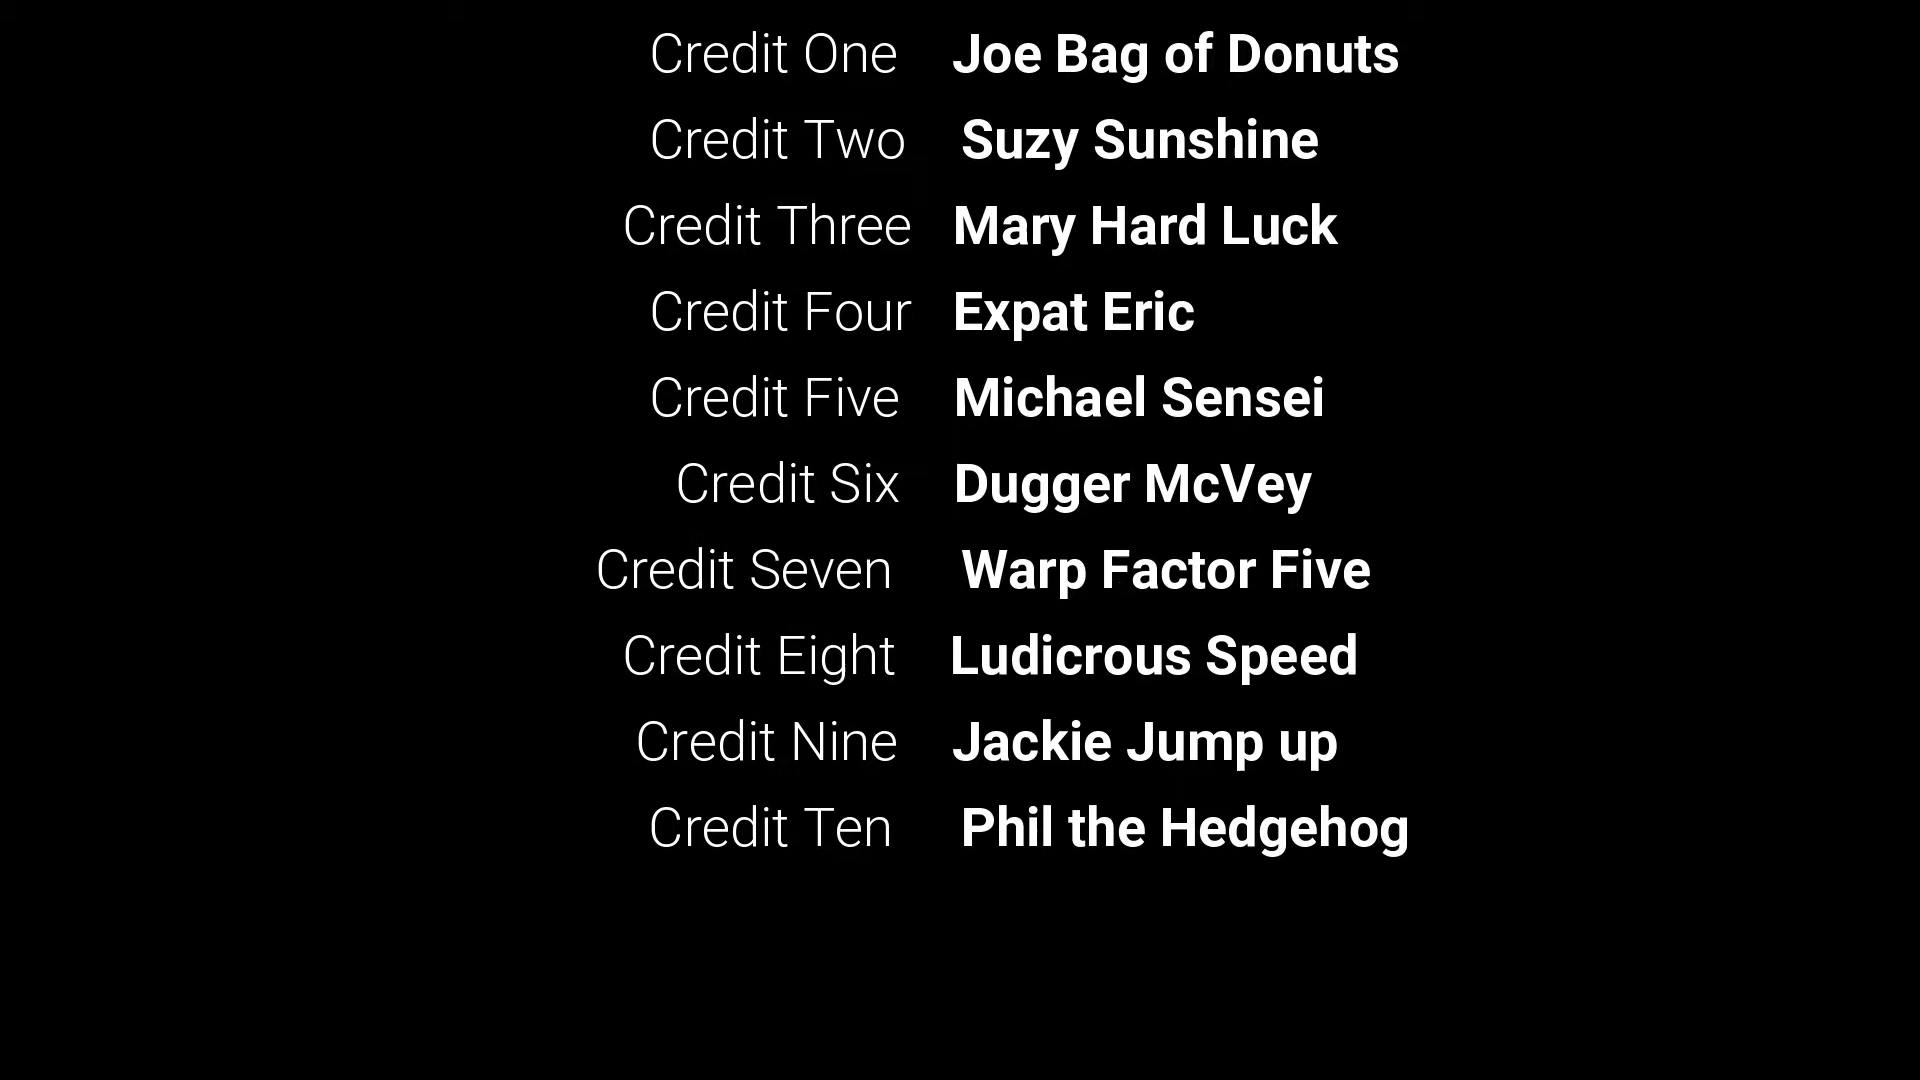 Credit One Joe Bag of Donuts
Credit Two Suzy Sunshine
Credit Three Mary Hard Luck
Credit Four Expat Eric
Credit Five Michael Sensei
Credit Six Dugger McVey
Credit Seven Warp Factor Five
Credit Eight Ludicrous Speed
Credit Nine Jackie Jump up
Credit Ten Phil the Hedgehog